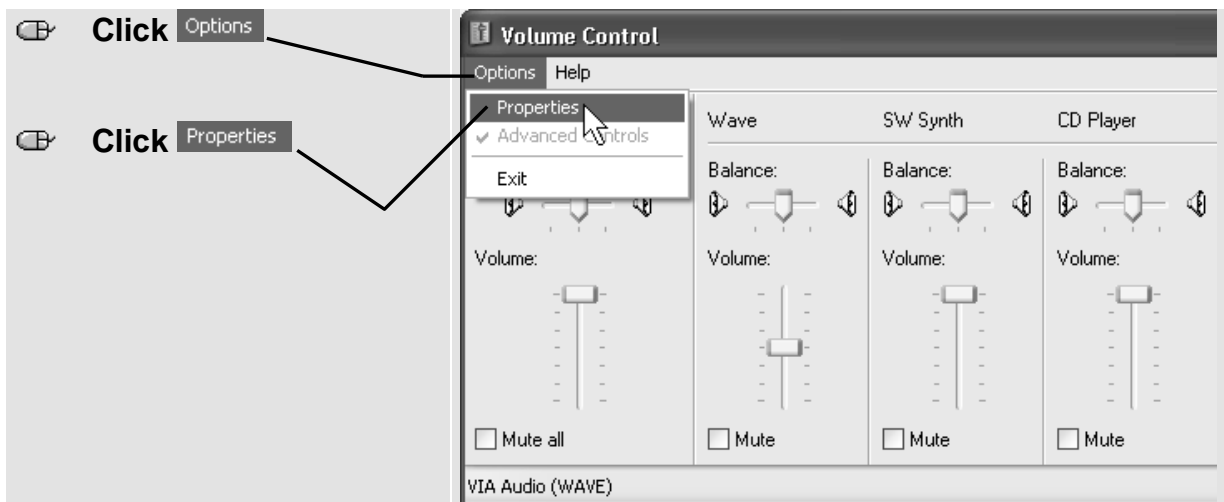 Click Options
Click Properties
Volume Control
Options Help
Properties
Advanced Controls
Exit
Wave SW Synth CD Player
Balance: Balance: Balance:
Volume: Volume: Volume: Volume:
Mute all Mute Mute Mute
VIA Audio (WAVE)